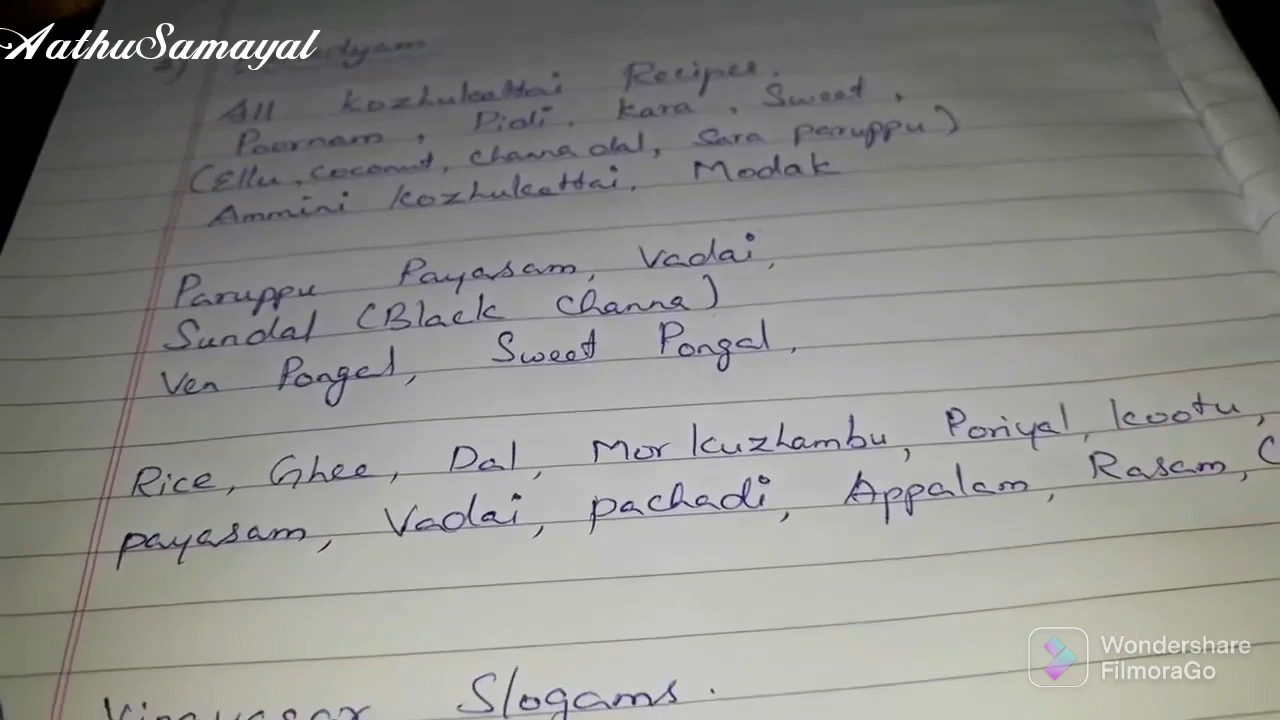 AathuSamayal
All Kozhukattai Recipes.
Poornam, Pidi, Kara, Sweet,
(Ellu, coconut, channa dal, Sara paruppu)
Ammini Kozhukattai, Modak
Paruppu Payasam, Vadai,
Sundal (Black Channa)
Ven Pongal, Sweet Pongal,
Rice, Ghee, Dal, Mor Kuzhambu, Poriyal, Kootu,
payasam, Vadai, pachadi, Appalam, Rasam, C
Slogams.
Wondershare
FilmoraGo